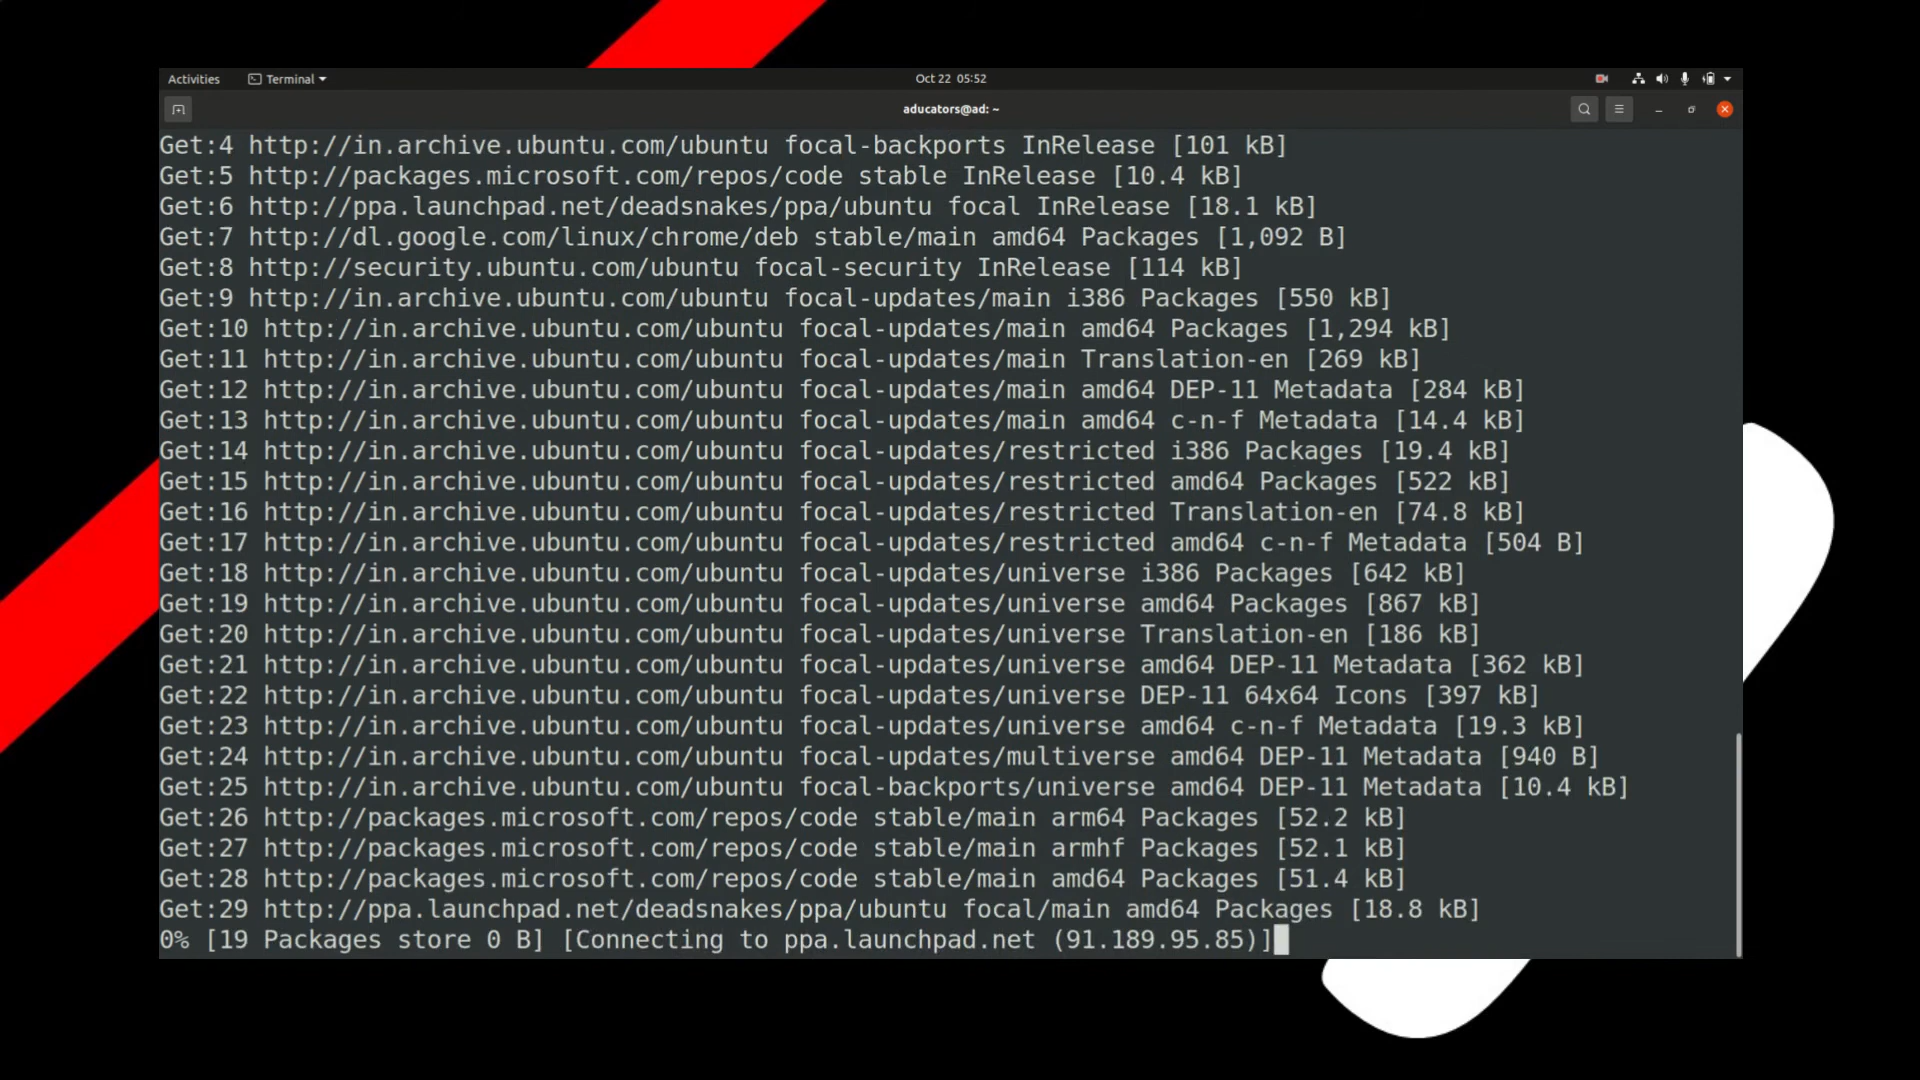 Activities Terminal Oct 22 05:52
aducators@ad: ~
Get:4 http://in.archive.ubuntu.com/ubuntu focal-backports InRelease [101 kB]
Get:5 http://packages.microsoft.com/repos/code stable InRelease [10.4 kB]
Get:6 http://ppa.launchpad.net/deadsnakes/ppa/ubuntu focal InRelease [18.1 kB]
Get:7 http://dl.google.com/linux/chrome/deb stable/main amd64 Packages [1,092 B]
Get:8 http://security.ubuntu.com/ubuntu focal-security InRelease [114 kB]
Get:9 http://in.archive.ubuntu.com/ubuntu focal-updates/main i386 Packages [550 kB]
Get:10 http://in.archive.ubuntu.com/ubuntu focal-updates/main amd64 Packages [1,294 kB]
Get:11 http://in.archive.ubuntu.com/ubuntu focal-updates/main Translation-en [269 kB]
Get:12 http://in.archive.ubuntu.com/ubuntu focal-updates/main amd64 DEP-11 Metadata [284 kB]
Get:13 http://in.archive.ubuntu.com/ubuntu focal-updates/main amd64 c-n-f Metadata [14.4 kB]
Get:14 http://in.archive.ubuntu.com/ubuntu focal-updates/restricted i386 Packages [19.4 kB]
Get:15 http://in.archive.ubuntu.com/ubuntu focal-updates/restricted amd64 Packages [522 kB]
Get:16 http://in.archive.ubuntu.com/ubuntu focal-updates/restricted Translation-en [74.8 kB]
Get:17 http://in.archive.ubuntu.com/ubuntu focal-updates/restricted amd64 c-n-f Metadata [504 B]
Get:18 http://in.archive.ubuntu.com/ubuntu focal-updates/universe i386 Packages [642 kB]
Get:19 http://in.archive.ubuntu.com/ubuntu focal-updates/universe amd64 Packages [867 kB]
Get:20 http://in.archive.ubuntu.com/ubuntu focal-updates/universe Translation-en [186 kB]
Get:21 http://in.archive.ubuntu.com/ubuntu focal-updates/universe amd64 DEP-11 Metadata [362 kB]
Get:22 http://in.archive.ubuntu.com/ubuntu focal-updates/universe DEP-11 64x64 Icons [397 kB]
Get:23 http://in.archive.ubuntu.com/ubuntu focal-updates/universe amd64 c-n-f Metadata [19.3 kB]
Get:24 http://in.archive.ubuntu.com/ubuntu focal-updates/multiverse amd64 DEP-11 Metadata [940 B]
Get:25 http://in.archive.ubuntu.com/ubuntu focal-backports/universe amd64 DEP-11 Metadata [10.4 kB]
Get:26 http://packages.microsoft.com/repos/code stable/main arm64 Packages [52.2 kB]
Get:27 http://packages.microsoft.com/repos/code stable/main armhf Packages [52.1 kB]
Get:28 http://packages.microsoft.com/repos/code stable/main amd64 Packages [51.4 kB]
Get:29 http://ppa.launchpad.net/deadsnakes/ppa/ubuntu focal/main amd64 Packages [18.8 kB]
0% [19 Packages store 0 B] [Connecting to ppa.launchpad.net (91.189.95.85)]